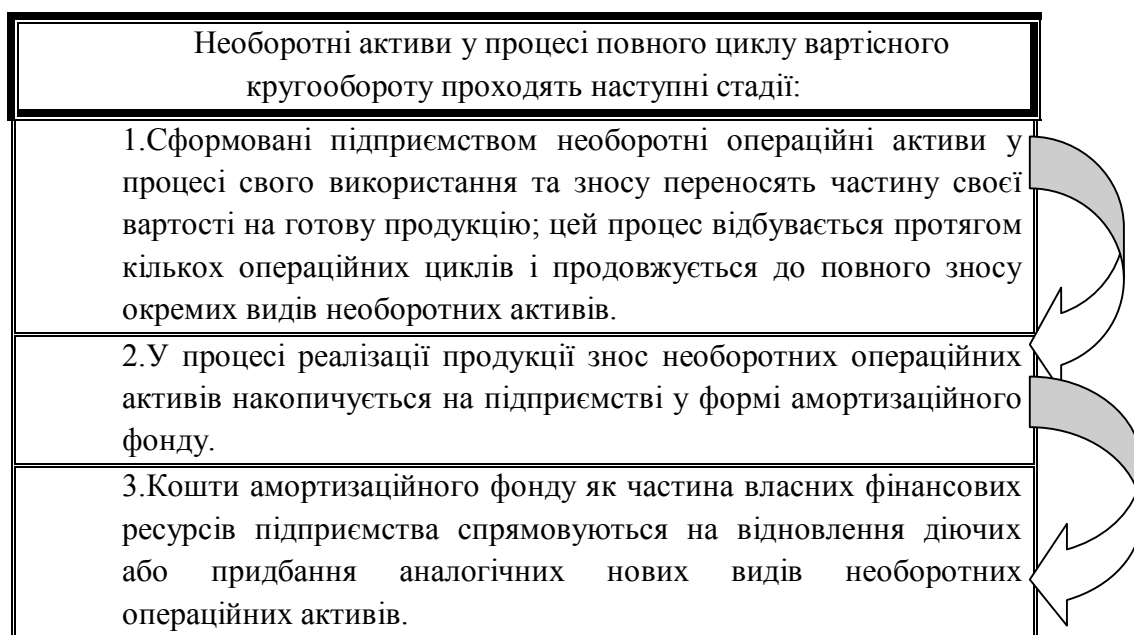 Необоротні активи у процесі повного циклу вартісного
кругообороту проходять наступні стадії:
1.Сформовані підприємством необоротні операційні активи у
процесі свого використання та зносу переносять частину своєї
вартості на готову продукцію; цей процес відбувається протягом
кількох операційних циклів і продовжується до повного зносу
окремих видів необоротних активів.
2.У процесі реалізації продукції знос необоротних операційних
активів накопичується на підприємстві у формі амортизаційного
фонду.
3.Кошти амортизаційного фонду як частина власних фінансових
ресурсів підприємства спрямовуються на відновлення діючих
або придбання аналогічних нових видів необоротних
операційних активів.